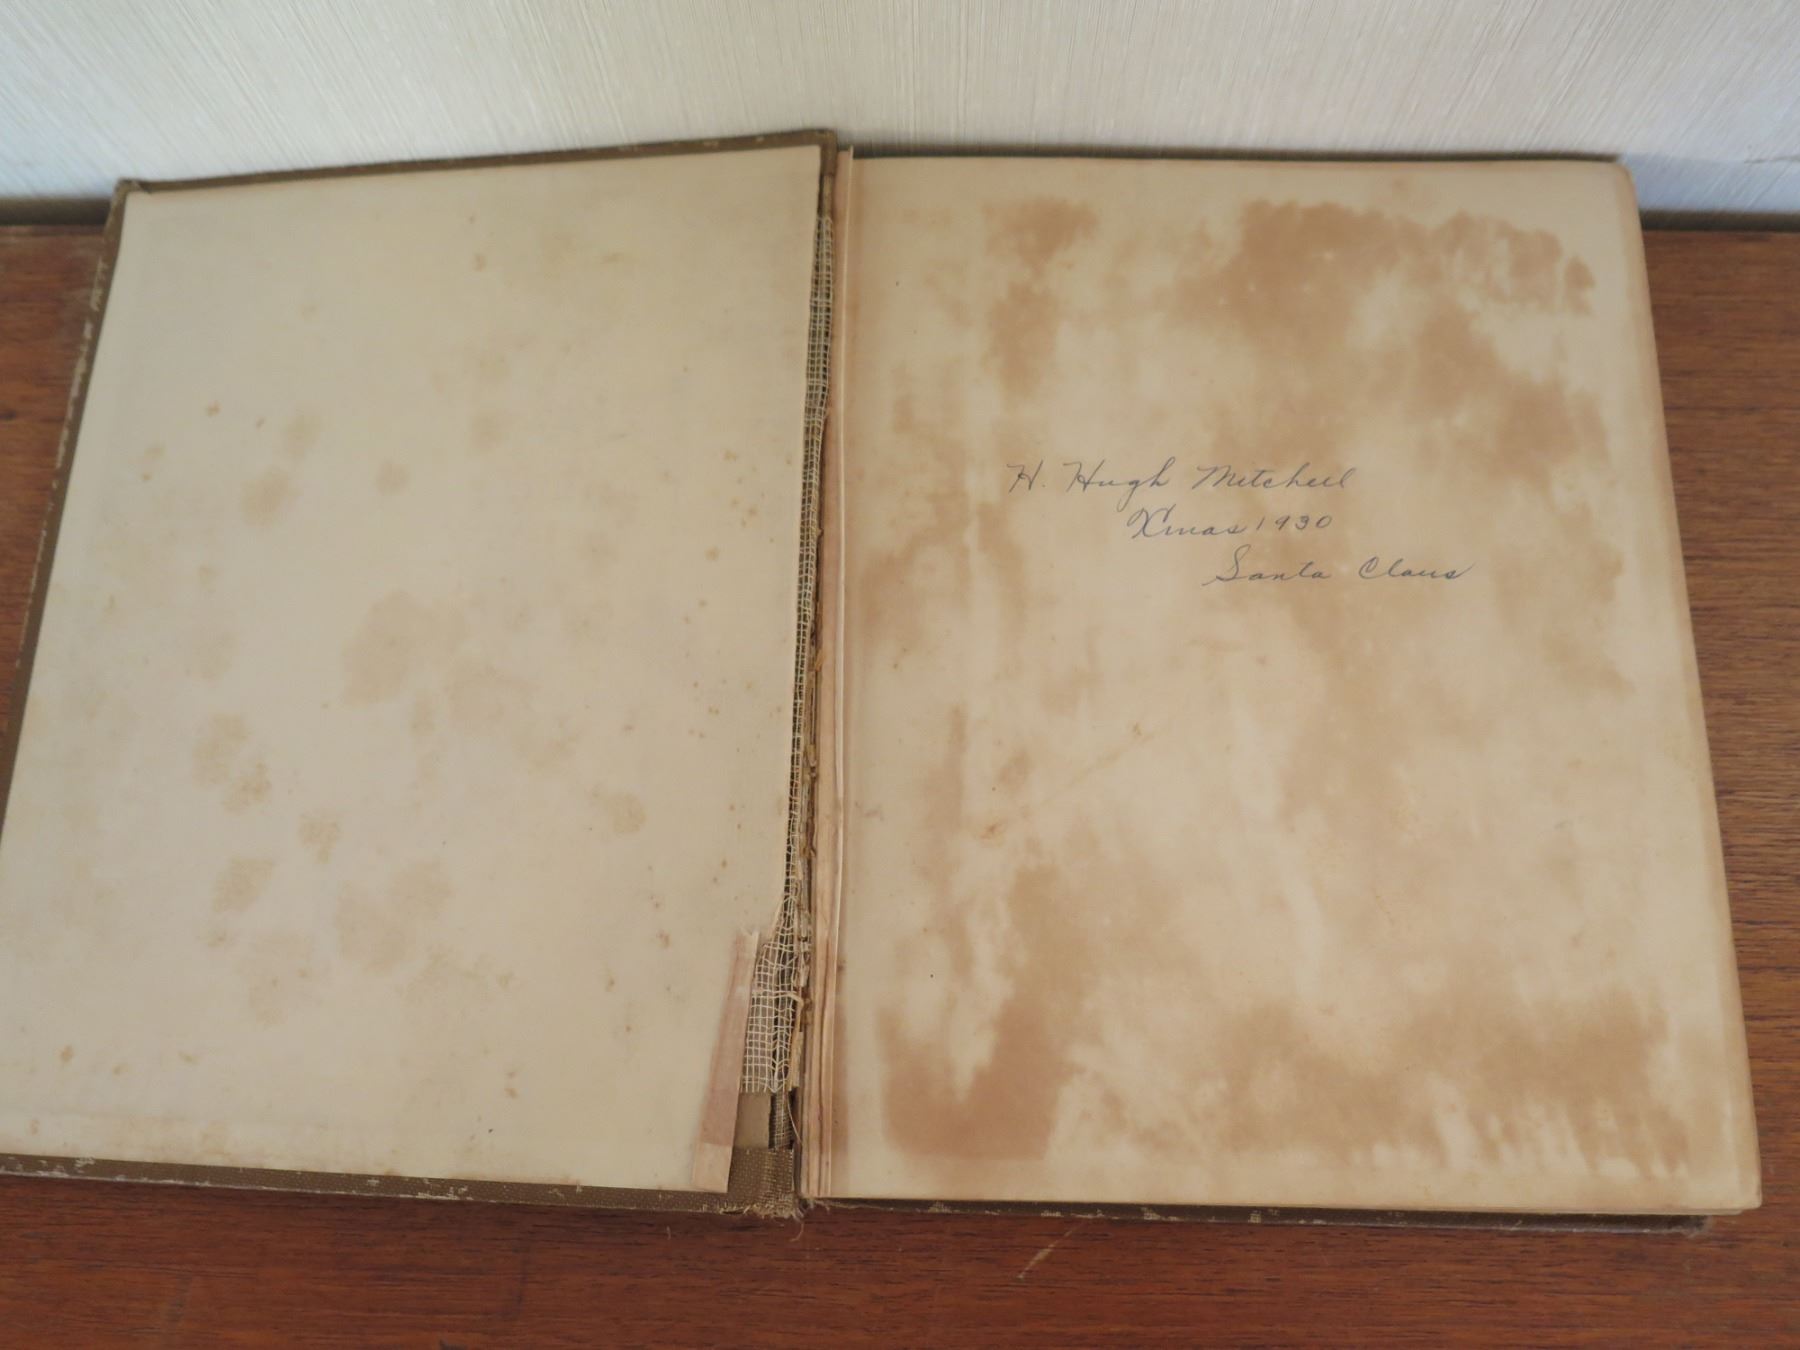 H. Hugh Mitchell
Xmas 1930
Santa Claus